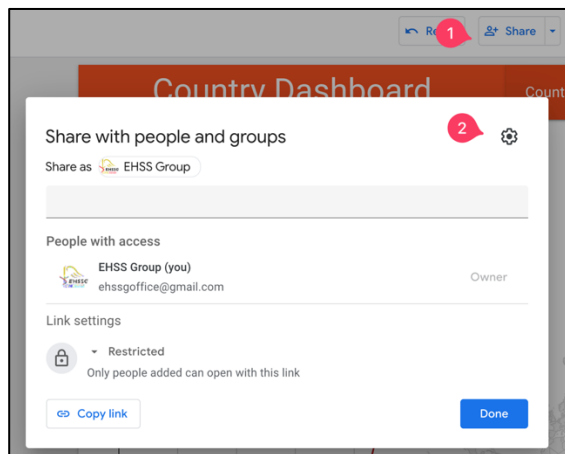 1
Share
Country Dashboard
Share with people and groups
2
Share as EHSS Group
People with access
EHSS Group (you)
ehssgoffice@gmail.com
Owner
Link settings
Restricted
Only people added can open with this link
Copy link
Done